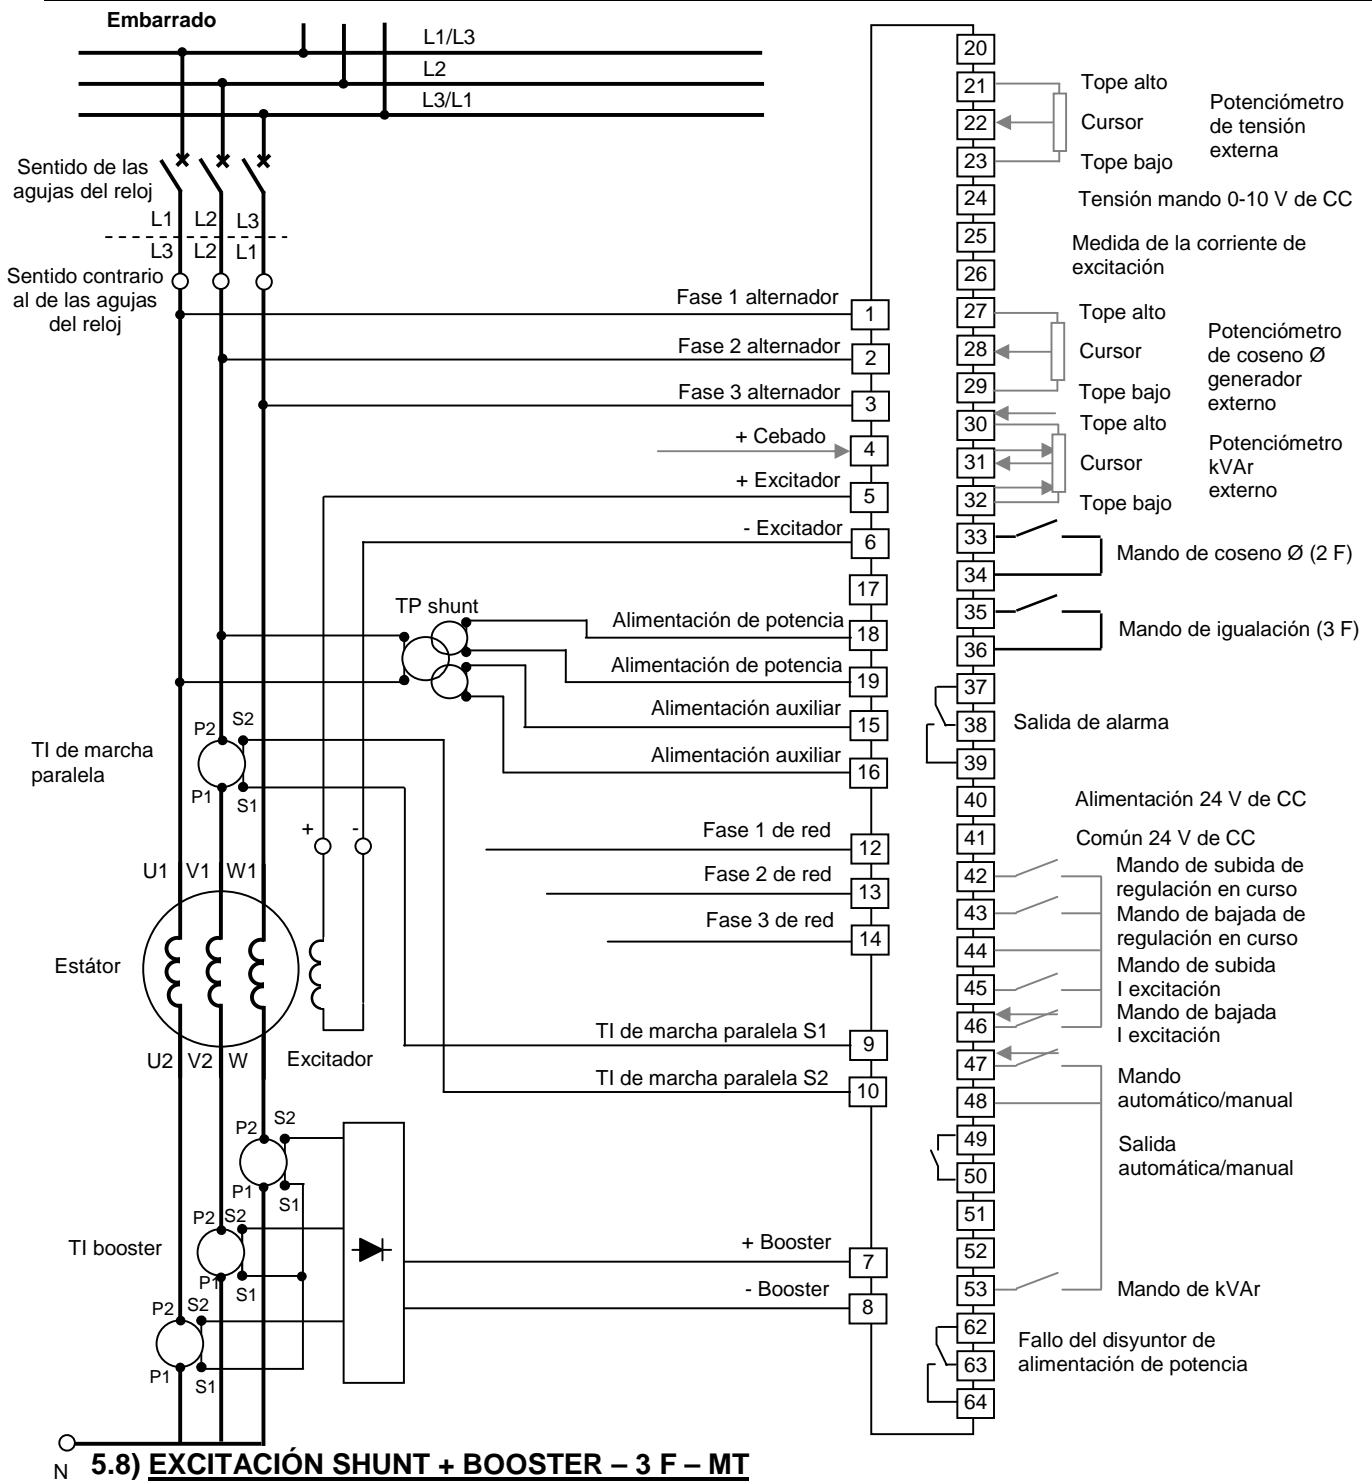 Embarrado
L1/L3
L2
L3/L1
Sentido de las
agujas del reloj
L1 L2 L3
L3 L2 L1
Sentido contrario
al de las agujas
del reloj
Fase 1 alternador 1
Fase 2 alternador 2
Fase 3 alternador 3
+ Cebado 4
+ Excitador 5
- Excitador 6
17
TP shunt
Alimentación de potencia 18
Alimentación de potencia 19
Alimentación auxiliar 15
Alimentación auxiliar 16
P2 S2
TI de marcha
paralela
P1 S1
+ -
Fase 1 de red 12
Fase 2 de red 13
Fase 3 de red 14
U1 V1 W1
Estátor
U2 V2 W
Excitador
TI de marcha paralela S1 9
TI de marcha paralela S2 10
P2 S2
P1 S1
P2 S2
TI booster
P1 S1
P2 S2
P1 S1
+ Booster 7
- Booster 8
N
20
21 Tope alto
22 Cursor
23 Tope bajo
Potenciómetro
de tensión
externa
24 Tensión mando 0-10 V de CC
25
26
Medida de la corriente de
excitación
27 Tope alto
28 Cursor
29 Tope bajo
Potenciómetro
de coseno Ø
generador
externo
30 Tope alto
31 Cursor
32 Tope bajo
Potenciómetro
kVAr
externo
33
34
Mando de coseno Ø (2 F)
35
36
Mando de igualación (3 F)
37
38 Salida de alarma
39
40 Alimentación 24 V de CC
41 Común 24 V de CC
42 Mando de subida de
regulación en curso
43 Mando de bajada de
regulación en curso
44
45 Mando de subida
I excitación
46 Mando de bajada
I excitación
47
48
Mando
automático/manual
49
50
Salida
automática/manual
51
52
53 Mando de kVAr
62
63
64
Fallo del disyuntor de
alimentación de potencia
5.8) EXCITACIÓN SHUNT + BOOSTER – 3 F – MT